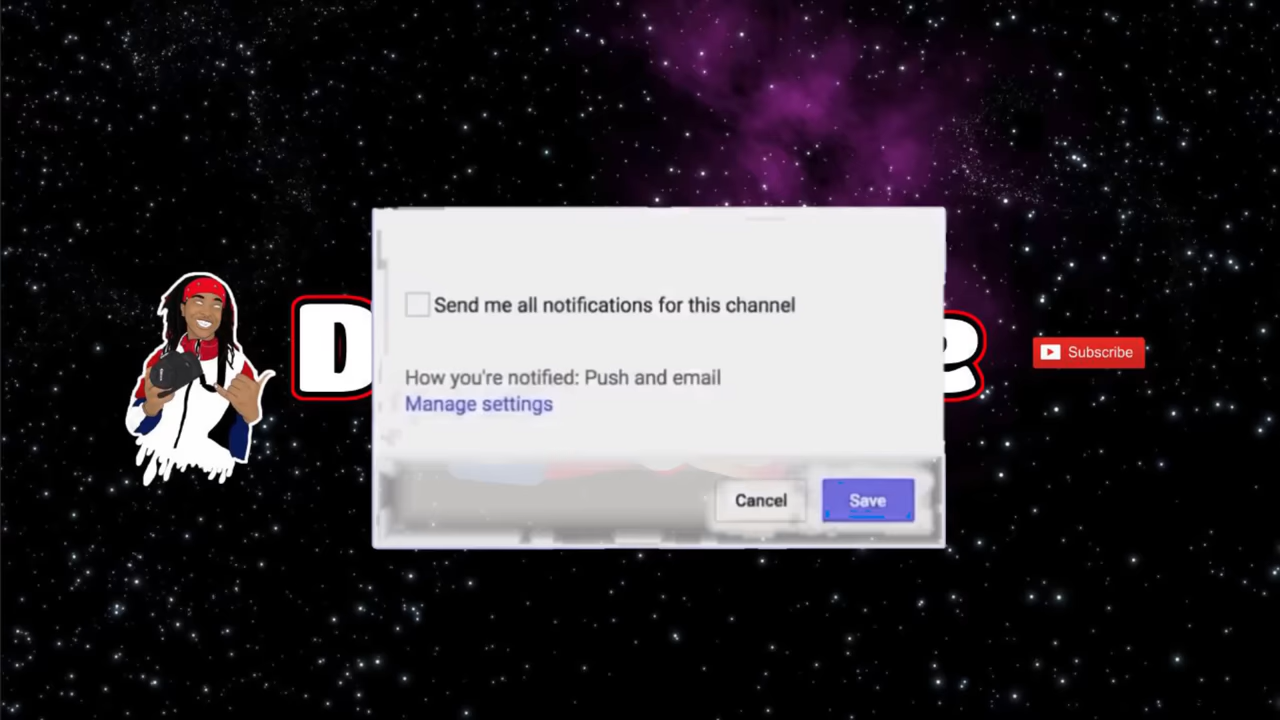 Send me all notifications for this channel
D
Subscribe
How you're notified: Push and email
Manage settings
Cancel
Save